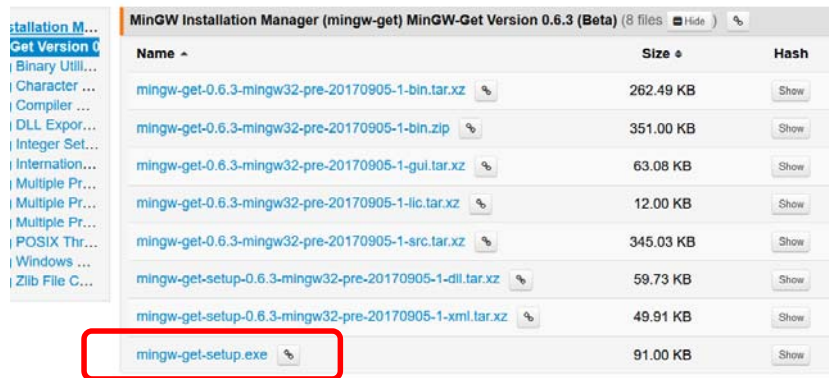 stallation M...
Get Version 0
Binary Utili...
Character ...
Compiler ...
DLL Expor...
Integer Set...
Internation...
Multiple Pr...
Multiple Pr...
Multiple Pr...
POSIX Thr...
Windows ...
Zlib File C...
MinGW Installation Manager (mingw-get) MinGW-Get Version 0.6.3 (Beta) (8 files Hide )
Name Size Hash
mingw-get-0.6.3-mingw32-pre-20170905-1-bin.tar.xz 262.49 KB Show
mingw-get-0.6.3-mingw32-pre-20170905-1-bin.zip 351.00 KB Show
mingw-get-0.6.3-mingw32-pre-20170905-1-gui.tar.xz 63.08 KB Show
mingw-get-0.6.3-mingw32-pre-20170905-1-lic.tar.xz 12.00 KB Show
mingw-get-0.6.3-mingw32-pre-20170905-1-src.tar.xz 345.03 KB Show
mingw-get-setup-0.6.3-mingw32-pre-20170905-1-dll.tar.xz 59.73 KB Show
mingw-get-setup-0.6.3-mingw32-pre-20170905-1-xml.tar.xz 49.91 KB Show
mingw-get-setup.exe 91.00 KB Show